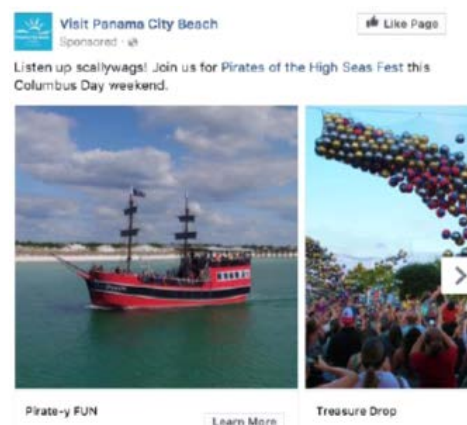 Visit Panama City Beach
Like Page
Sponsored ·
Listen up scallywags! Join us for Pirates of the High Seas Fest this
Columbus Day weekend.
Pirate-y FUN
Learn More
Treasure Drop